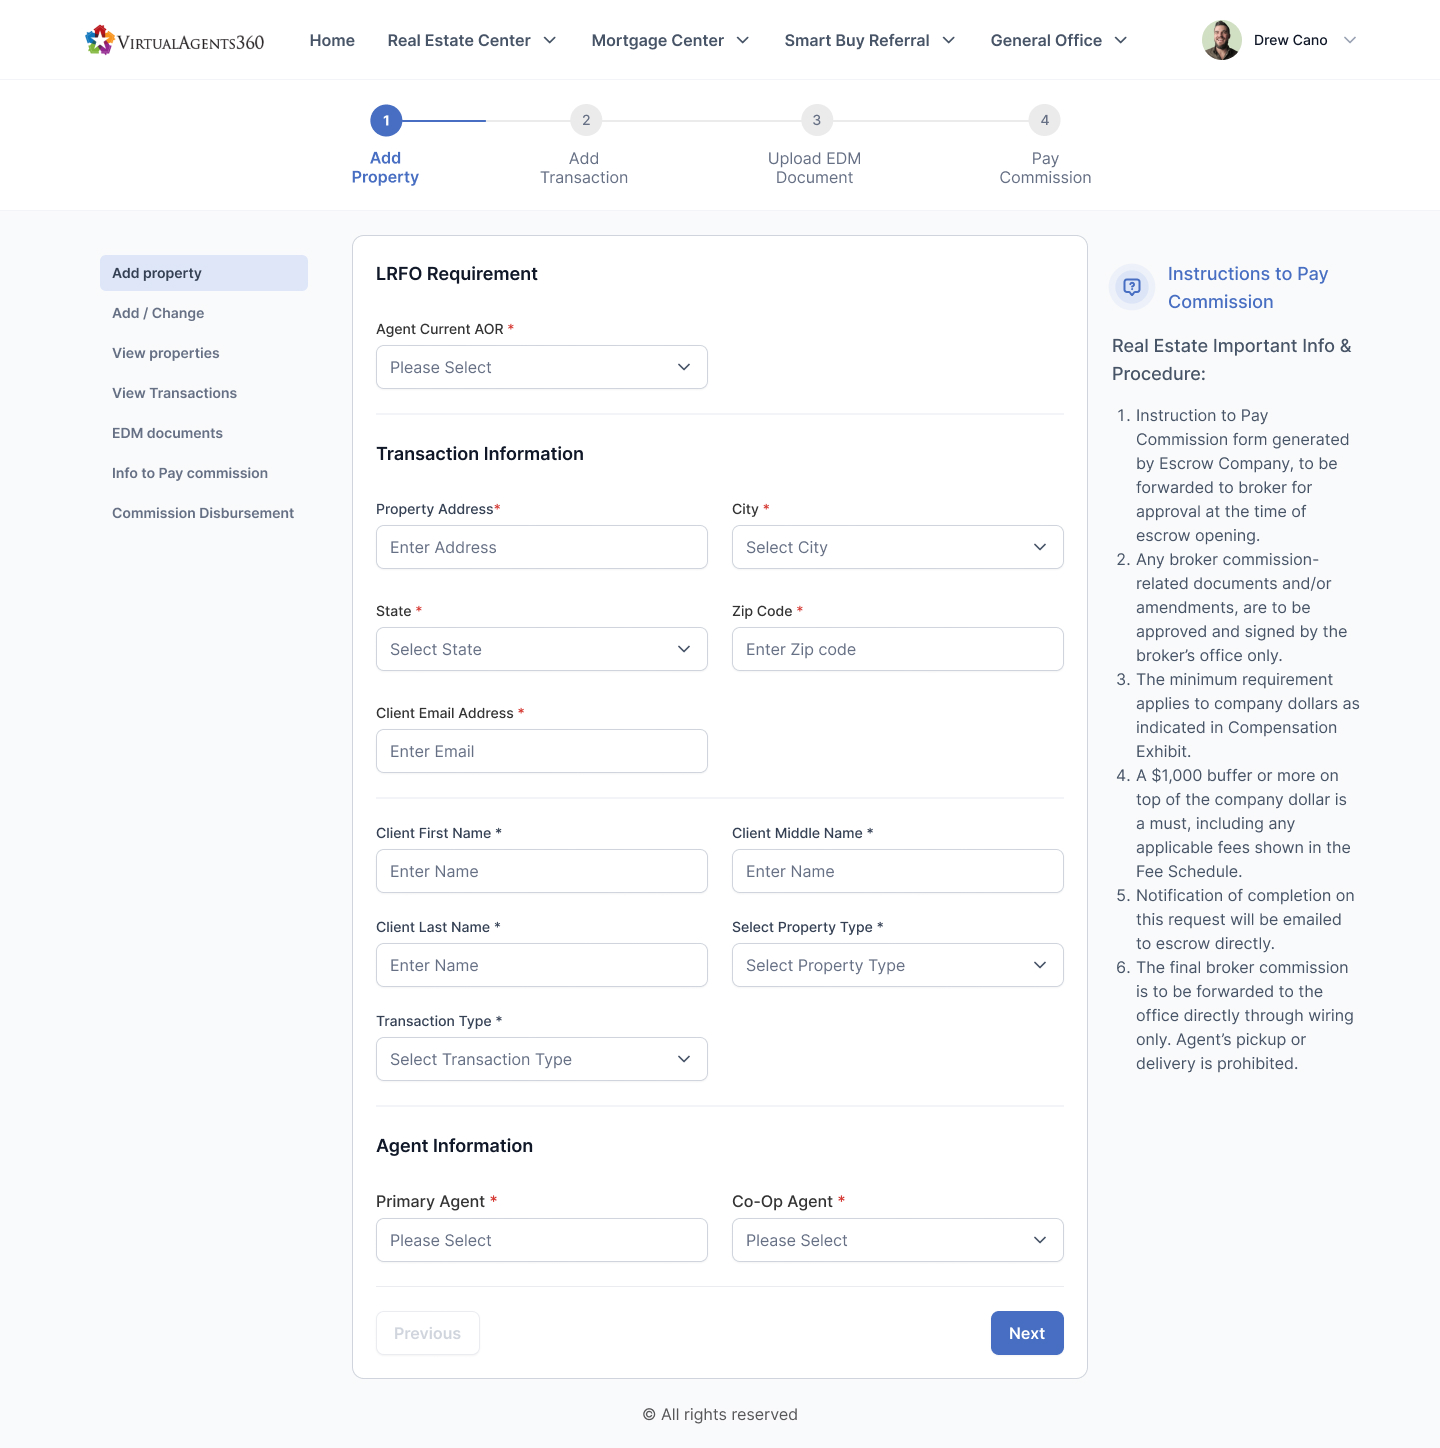 VirtualAgents360
Home
Real Estate Center
Mortgage Center
Smart Buy Referral
General Office
Drew Cano
1
2
3
4
Add
Property
Add
Transaction
Upload EDM
Document
Pay
Commission
Add property
Add / Change
View properties
View Transactions
EDM documents
Info to Pay commission
Commission Disbursement
LRFO Requirement
Agent Current AOR *
Please Select
Transaction Information
Property Address*
Enter Address
City *
Select City
State *
Select State
Zip Code *
Enter Zip code
Client Email Address *
Enter Email
Client First Name *
Enter Name
Client Middle Name *
Enter Name
Client Last Name *
Enter Name
Select Property Type *
Select Property Type
Transaction Type *
Select Transaction Type
Agent Information
Primary Agent *
Please Select
Co-Op Agent *
Please Select
Previous
Next
Instructions to Pay
Commission
Real Estate Important Info &
Procedure:
1. Instruction to Pay
Commission form generated
by Escrow Company, to be
forwarded to broker for
approval at the time of
escrow opening.
2. Any broker commission-
related documents and/or
amendments, are to be
approved and signed by the
broker’s office only.
3. The minimum requirement
applies to company dollars as
indicated in Compensation
Exhibit.
4. A $1,000 buffer or more on
top of the company dollar is
a must, including any
applicable fees shown in the
Fee Schedule.
5. Notification of completion on
this request will be emailed
to escrow directly.
6. The final broker commission
is to be forwarded to the
office directly through wiring
only. Agent’s pickup or
delivery is prohibited.
© All rights reserved